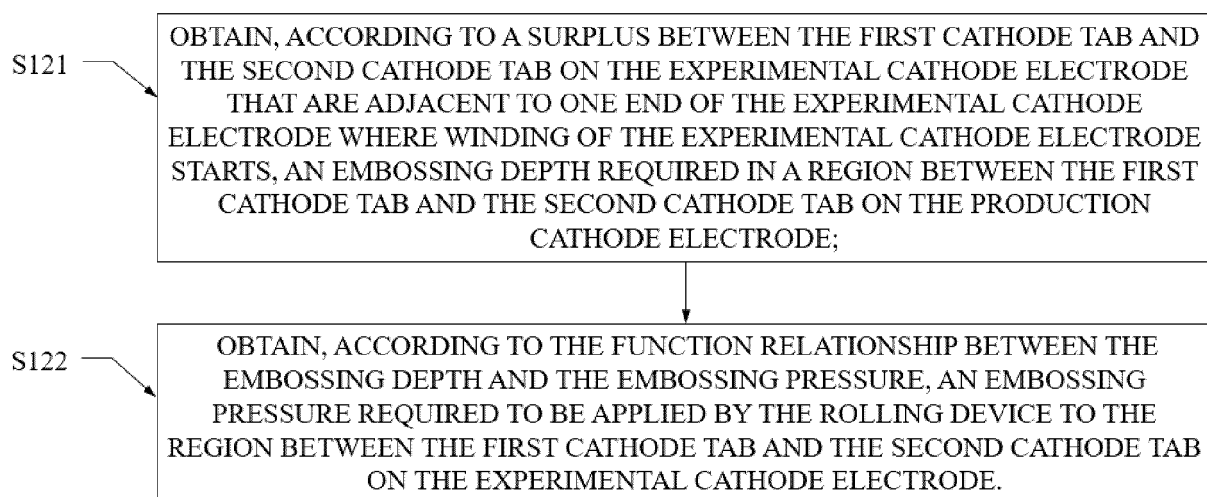 S121
OBTAIN, ACCORDING TO A SURPLUS BETWEEN THE FIRST CATHODE TAB AND
THE SECOND CATHODE TAB ON THE EXPERIMENTAL CATHODE ELECTRODE
THAT ARE ADJACENT TO ONE END OF THE EXPERIMENTAL CATHODE
ELECTRODE WHERE WINDING OF THE EXPERIMENTAL CATHODE ELECTRODE
STARTS, AN EMBOSSING DEPTH REQUIRED IN A REGION BETWEEN THE FIRST
CATHODE TAB AND THE SECOND CATHODE TAB ON THE PRODUCTION
CATHODE ELECTRODE;
S122
OBTAIN, ACCORDING TO THE FUNCTION RELATIONSHIP BETWEEN THE
EMBOSSING DEPTH AND THE EMBOSSING PRESSURE, AN EMBOSSING
PRESSURE REQUIRED TO BE APPLIED BY THE ROLLING DEVICE TO THE
REGION BETWEEN THE FIRST CATHODE TAB AND THE SECOND CATHODE TAB
ON THE EXPERIMENTAL CATHODE ELECTRODE.